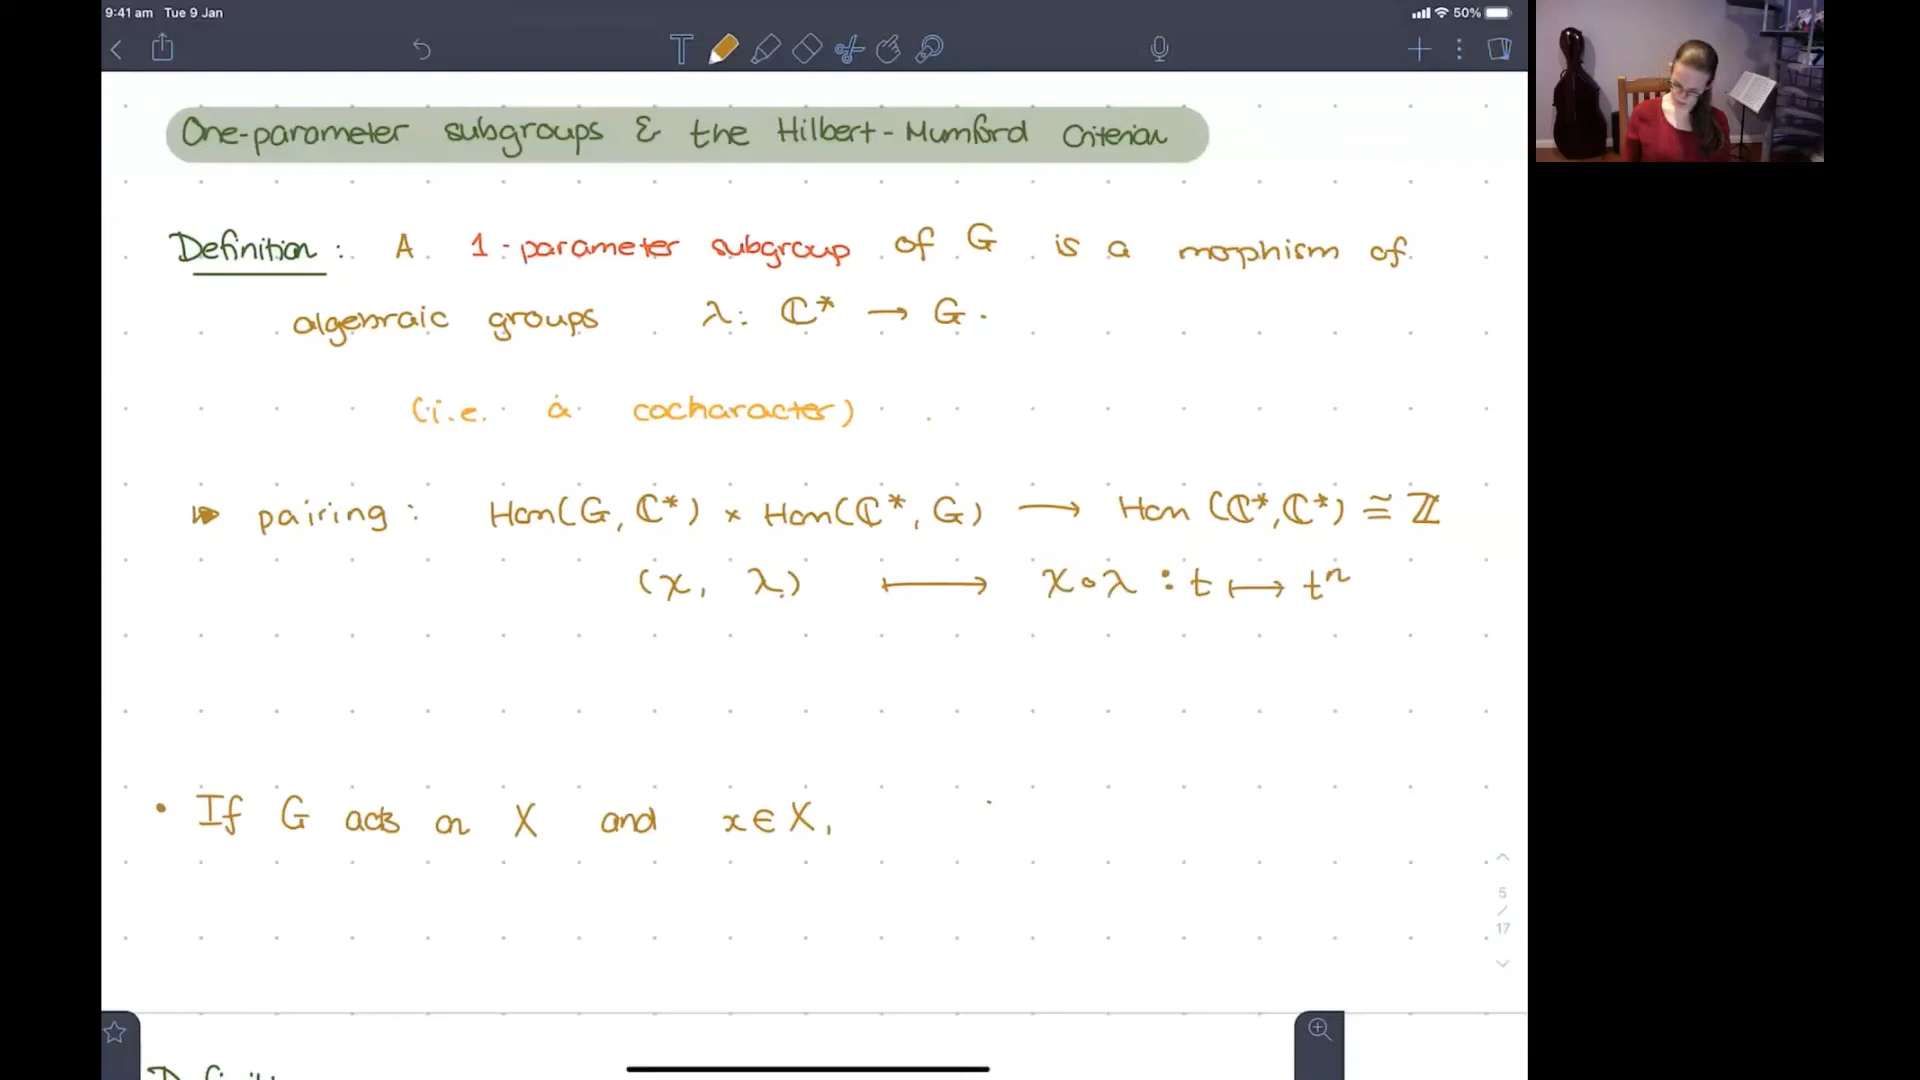 9:41 am Tue 9 Jan
50%
One-parameter subgroups & the Hilbert-Mumford Criterion
Definition: A 1-parameter subgroup of G is a morphism of
algebraic groups λ: ℂ* → G.
(i.e. a cocharacter)
pairing: Hom(G, ℂ*) × Hom(ℂ*, G) → Hom(ℂ*, ℂ*) ≅ ℤ
(χ, λ) ⟼ χ∘λ : t ⟼ tⁿ
• If G acts on X and x ∈ X,
5
/
17